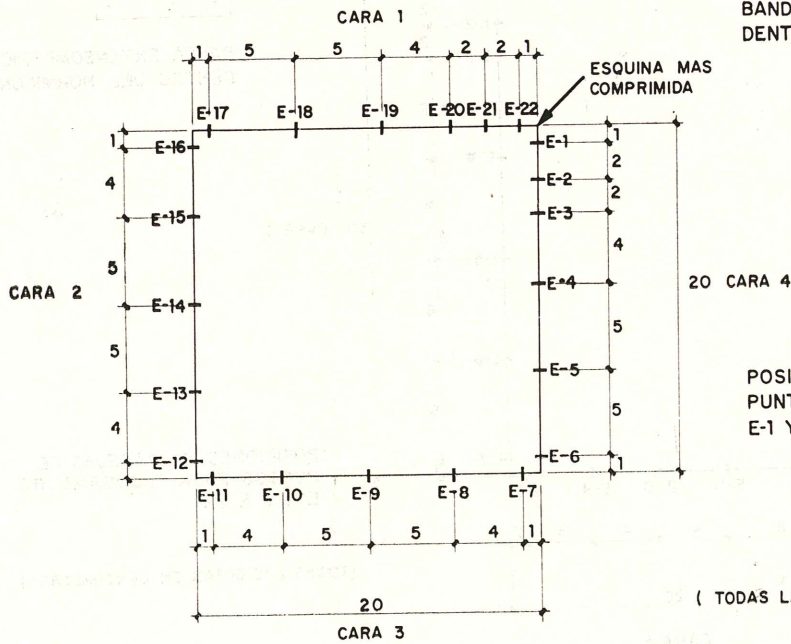 CARA 1
BAND
DENT
1 5 5 4 2 2 1
ESQUINA MAS
COMPRIMIDA
E-17 E-18 E-19 E-20 E-21 E-22
1
4
5
5
4
E-16
E-15
E-14
E-13
E-12
CARA 2
E-1
E-2
E-3
E-4
E-5
E-6
1
2
2
4
5
5
1
20 CARA 4
POSI
PUNT
E-1 Y
E-11 E-10 E-9 E-8 E-7
1 4 5 5 4 1
20
CARA 3
( TODAS L